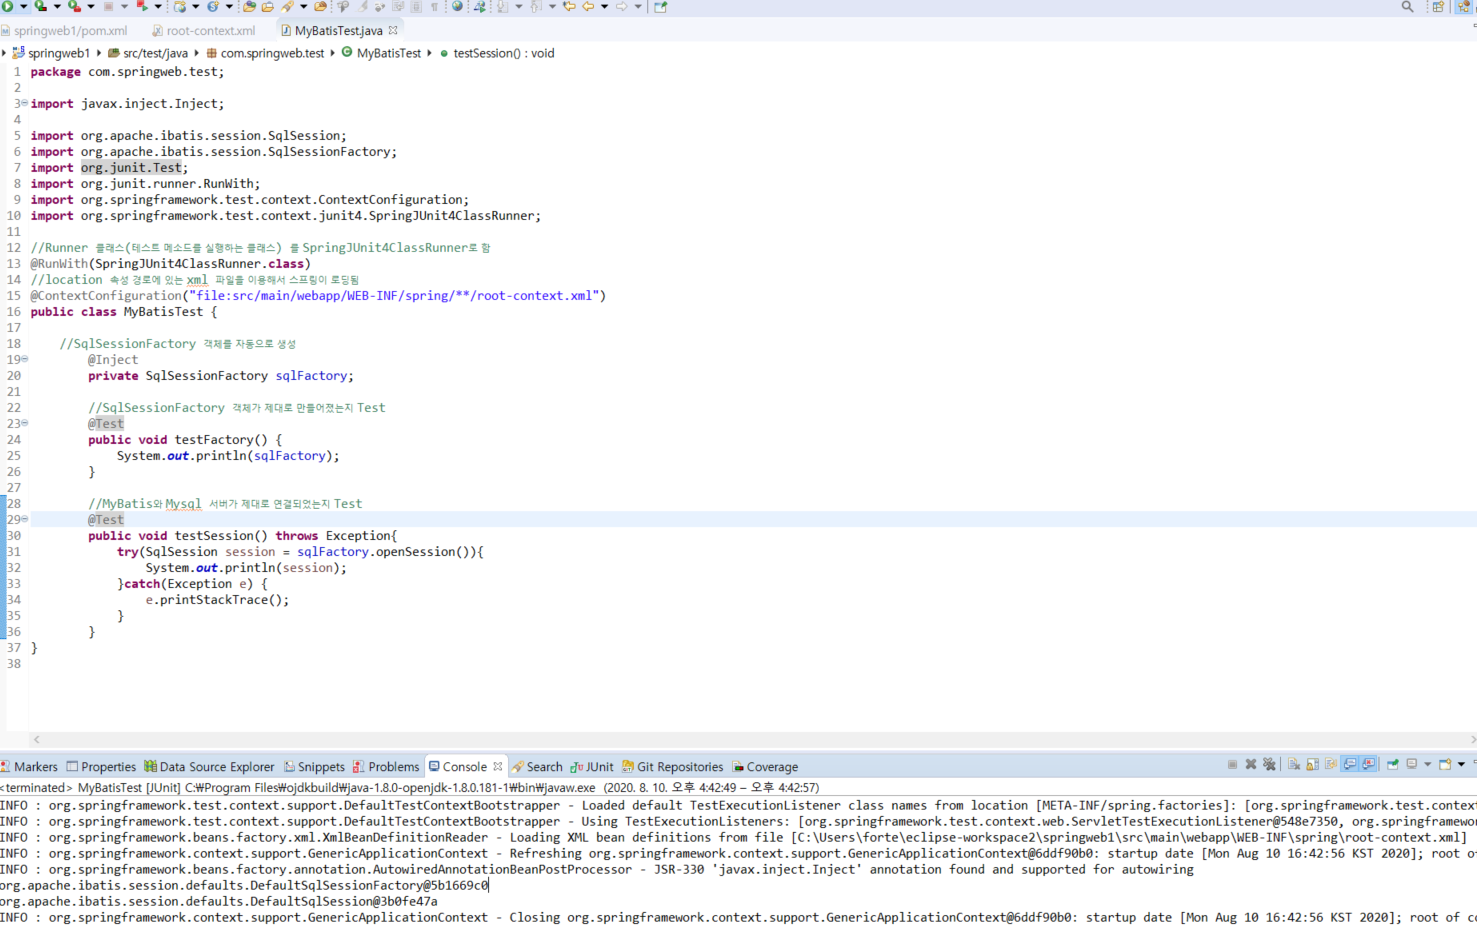 springweb1/pom.xml
root-context.xml
MyBatisTest.java
springweb1 src/test/java com.springweb.test MyBatisTest testSession() : void
1 package com.springweb.test;
2
3 import javax.inject.Inject;
4
5 import org.apache.ibatis.session.SqlSession;
6 import org.apache.ibatis.session.SqlSessionFactory;
7 import org.junit.Test;
8 import org.junit.runner.RunWith;
9 import org.springframework.test.context.ContextConfiguration;
10 import org.springframework.test.context.junit4.SpringJUnit4ClassRunner;
11
12 //Runner 클래스(테스트 메소드를 실행하는 클래스) 를 SpringJUnit4ClassRunner로 함
13 @RunWith(SpringJUnit4ClassRunner.class)
14 //location 속성 경로에 있는 xml 파일을 이용해서 스프링이 로딩됨
15 @ContextConfiguration("file:src/main/webapp/WEB-INF/spring/**/root-context.xml")
16 public class MyBatisTest {
17
18 //SqlSessionFactory 객체를 자동으로 생성
19 @Inject
20 private SqlSessionFactory sqlFactory;
21
22 //SqlSessionFactory 객체가 제대로 만들어졌는지 Test
23 @Test
24 public void testFactory() {
25 System.out.println(sqlFactory);
26 }
27
28 //MyBatis와 Mysql 서버가 제대로 연결되었는지 Test
29 @Test
30 public void testSession() throws Exception{
31 try(SqlSession session = sqlFactory.openSession()){
32 System.out.println(session);
33 }catch(Exception e) {
34 e.printStackTrace();
35 }
36 }
37 }
38
Markers Properties Data Source Explorer Snippets Problems Console Search JUnit Git Repositories Coverage
<terminated> MyBatisTest [JUnit] C:₩Program Files₩ojdkbuild₩java-1.8.0-openjdk-1.8.0.181-1₩bin₩javaw.exe (2020. 8. 10. 오후 4:42:49 – 오후 4:42:57)
INFO : org.springframework.test.context.support.DefaultTestContextBootstrapper - Loaded default TestExecutionListener class names from location [META-INF/spring.factories]: [org.springframework.test.context
INFO : org.springframework.test.context.support.DefaultTestContextBootstrapper - Using TestExecutionListeners: [org.springframework.test.context.web.ServletTestExecutionListener@548e7350, org.springframewor
INFO : org.springframework.beans.factory.xml.XmlBeanDefinitionReader - Loading XML bean definitions from file [C:\Users\forte\eclipse-workspace2\springweb1\src\main\webapp\WEB-INF\spring\root-context.xml]
INFO : org.springframework.context.support.GenericApplicationContext - Refreshing org.springframework.context.support.GenericApplicationContext@6ddf90b0: startup date [Mon Aug 10 16:42:56 KST 2020]; root of
INFO : org.springframework.beans.factory.annotation.AutowiredAnnotationBeanPostProcessor - JSR-330 'javax.inject.Inject' annotation found and supported for autowiring
org.apache.ibatis.session.defaults.DefaultSqlSessionFactory@5b1669c0
org.apache.ibatis.session.defaults.DefaultSqlSession@3b0fe47a
INFO : org.springframework.context.support.GenericApplicationContext - Closing org.springframework.context.support.GenericApplicationContext@6ddf90b0: startup date [Mon Aug 10 16:42:56 KST 2020]; root of co